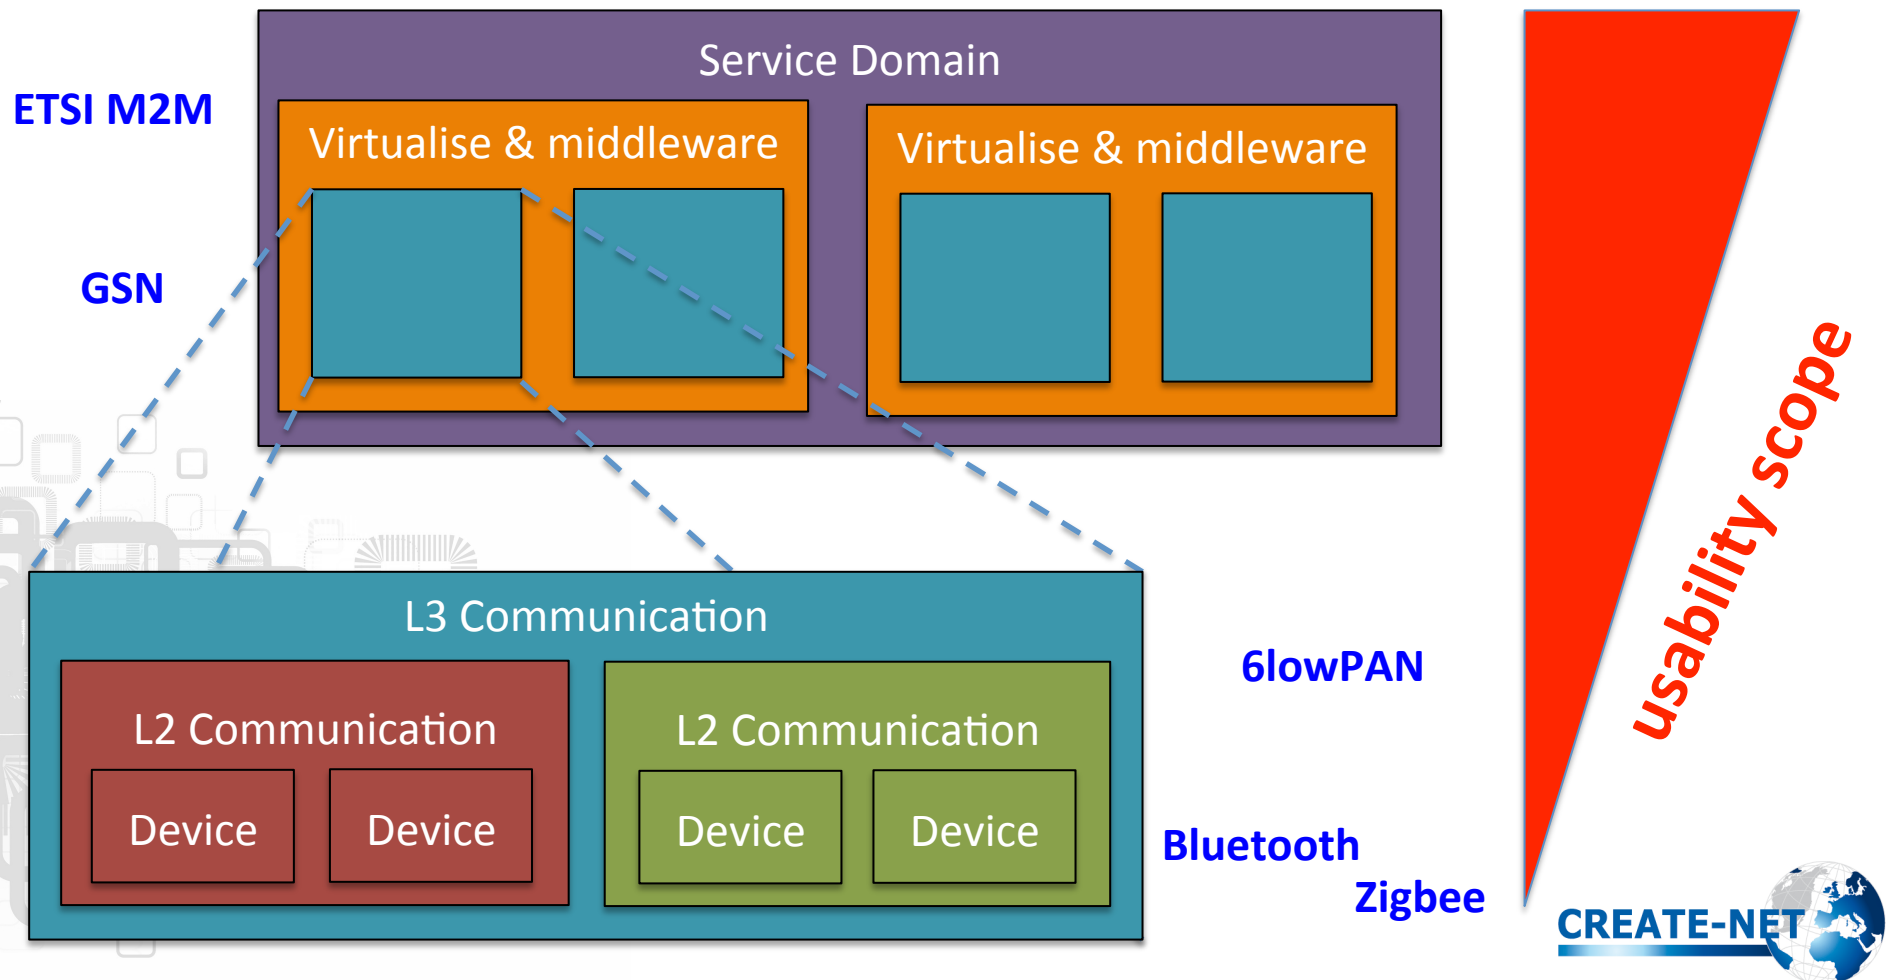 Service Domain
ETSI M2M
Virtualise & middleware
Virtualise & middleware
GSN
usability scope
L3 Communication
6lowPAN
L2 Communication
L2 Communication
Device
Device
Device
Device
Bluetooth
Zigbee
CREATE-NET